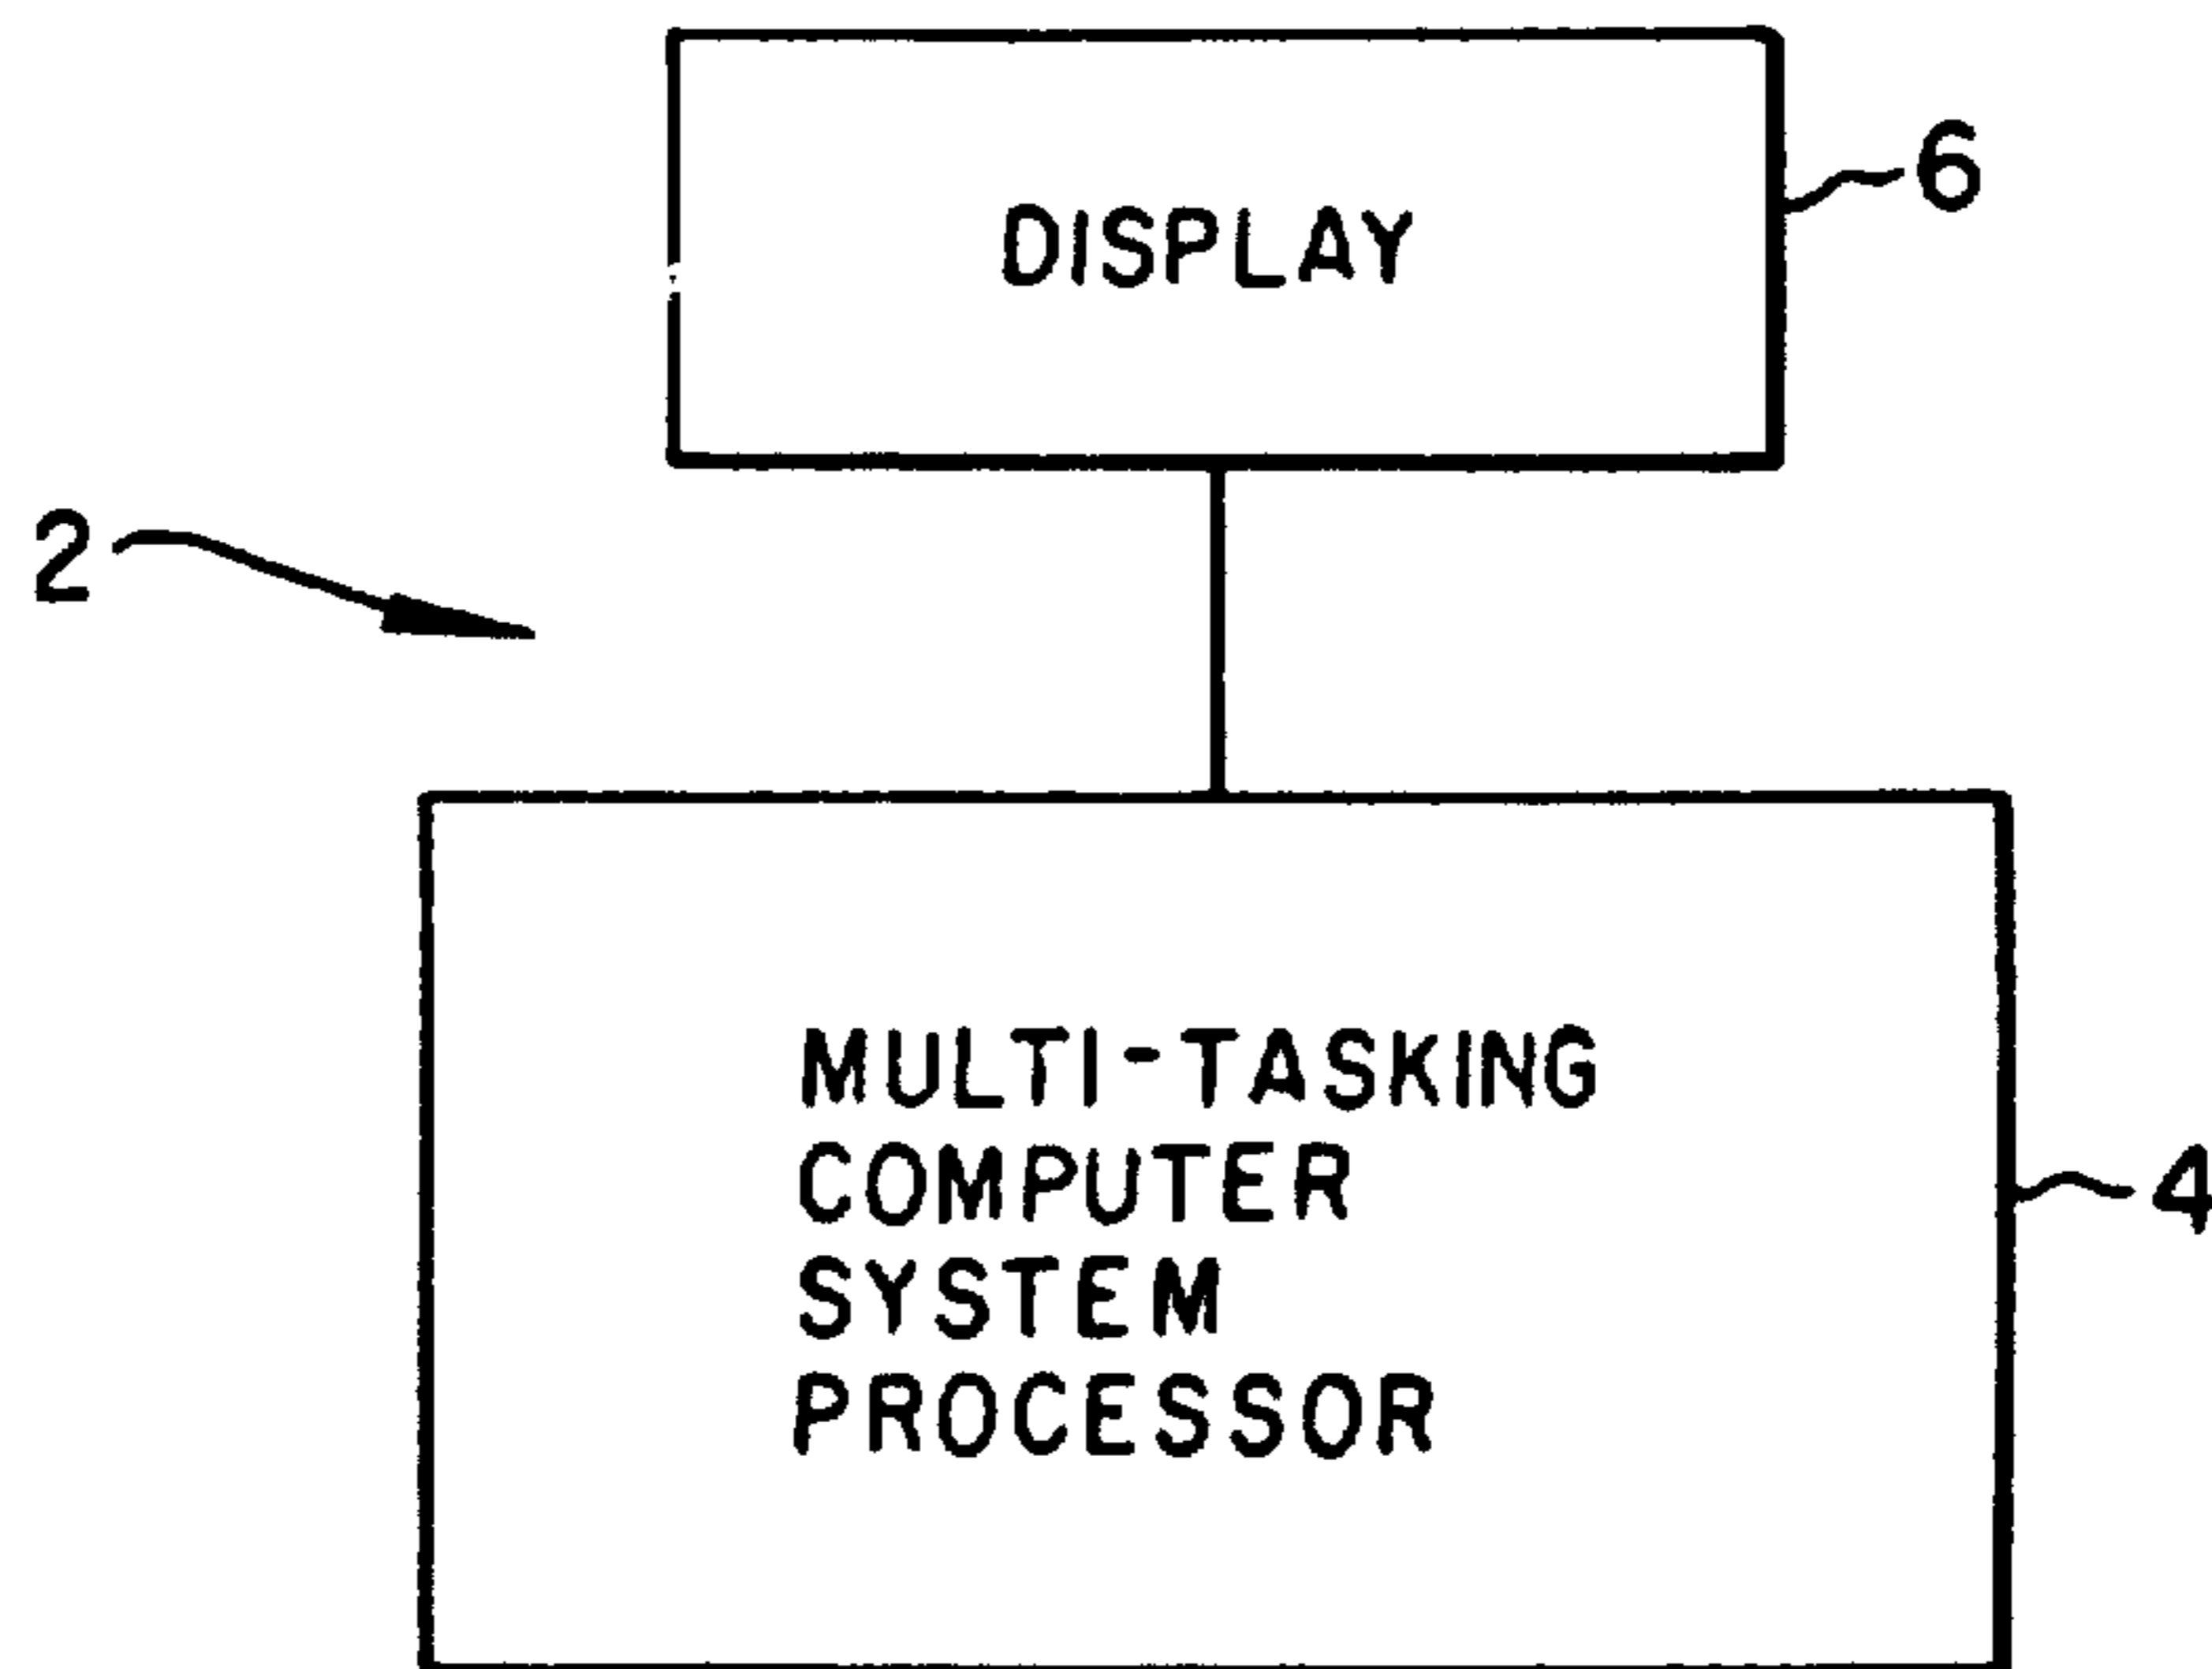 DISPLAY
6
2
MULTI-TASKING
COMPUTER
SYSTEM
PROCESSOR
4